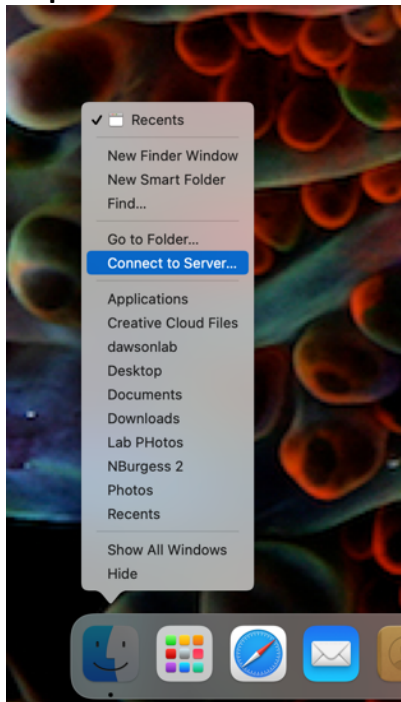 Recents
New Finder Window
New Smart Folder
Find...
Go to Folder...
Connect to Server...
Applications
Creative Cloud Files
dawsonlab
Desktop
Documents
Downloads
Lab PHotos
NBurgess 2
Photos
Recents
Show All Windows
Hide